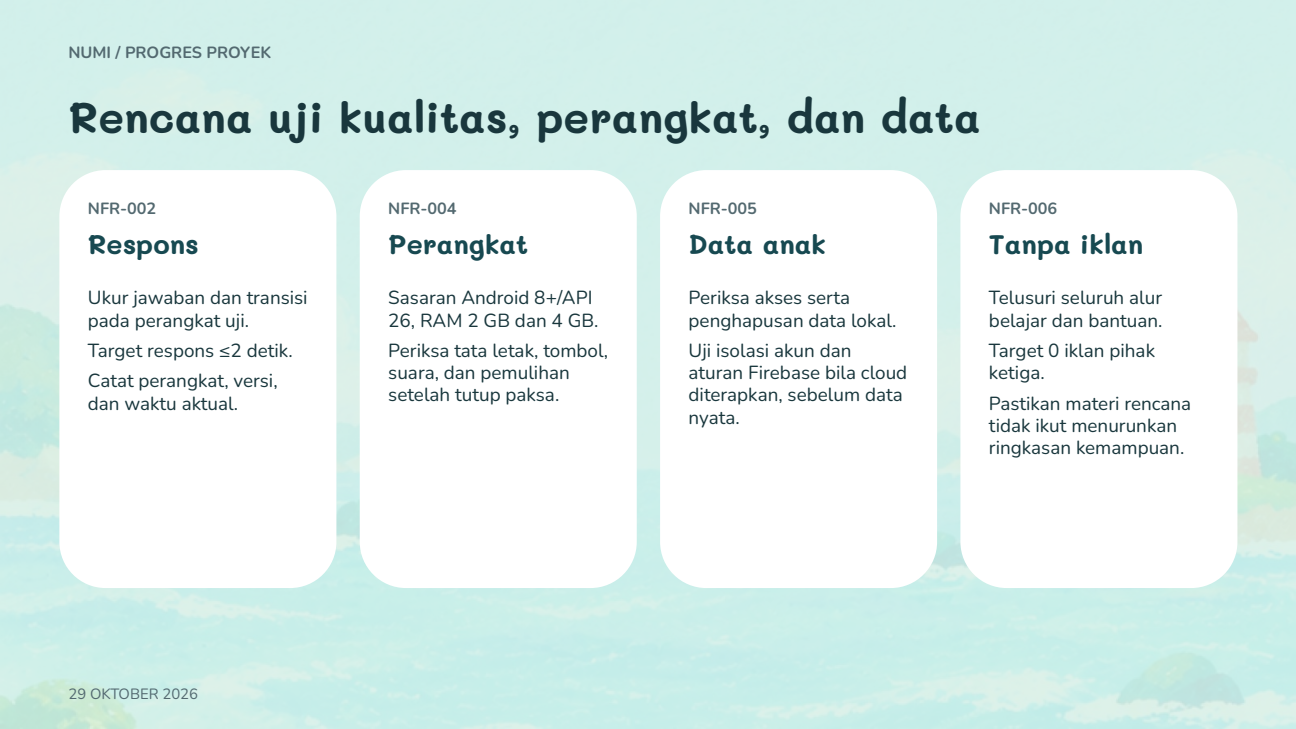 NUMI / PROGRES PROYEK
Rencana uji kualitas, perangkat, dan data
NFR-002
Respons
Ukur jawaban dan transisi
pada perangkat uji.
Target respons ≤2 detik.
Catat perangkat, versi,
dan waktu aktual.
NFR-004
Perangkat
Sasaran Android 8+/API
26, RAM 2 GB dan 4 GB.
Periksa tata letak, tombol,
suara, dan pemulihan
setelah tutup paksa.
NFR-005
Data anak
Periksa akses serta
penghapusan data lokal.
Uji isolasi akun dan
aturan Firebase bila cloud
diterapkan, sebelum data
nyata.
NFR-006
Tanpa iklan
Telusuri seluruh alur
belajar dan bantuan.
Target 0 iklan pihak
ketiga.
Pastikan materi rencana
tidak ikut menurunkan
ringkasan kemampuan.
29 OKTOBER 2026